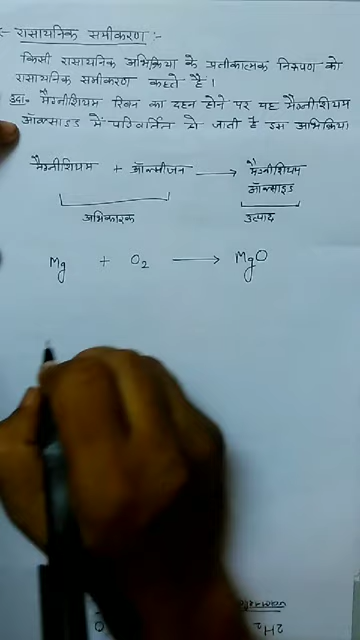 :- रासायनिक समीकरण :-
किसी रासायनिक अभिक्रिया के प्रतीकात्मक निरूपण को
रासायनिक समीकरण कहते है।
उदा॰ मैग्नीशियम रिबन का दहन होने पर यह मैग्नीशियम
ऑक्साइड में परिवर्तित हो जाती है इस अभिक्रिया
मैग्नीशियम + ऑक्सीजन → मैग्नीशियम
ऑक्साइड
अभिकारक उत्पाद
Mg + O₂ → MgO
2H₂